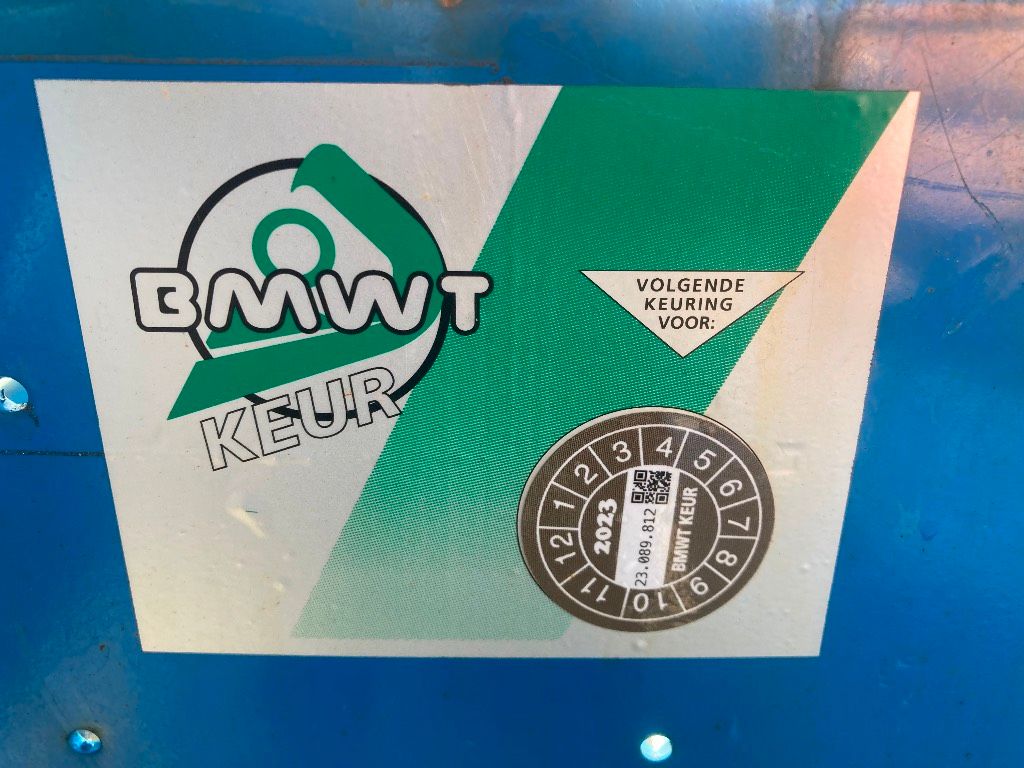 BMWT
KEUR
VOLGENDE
KEURING
VOOR:
1 2 3 4 5 6 7 8 9 10 11 12
2023
23.089.812
BMWT KEUR